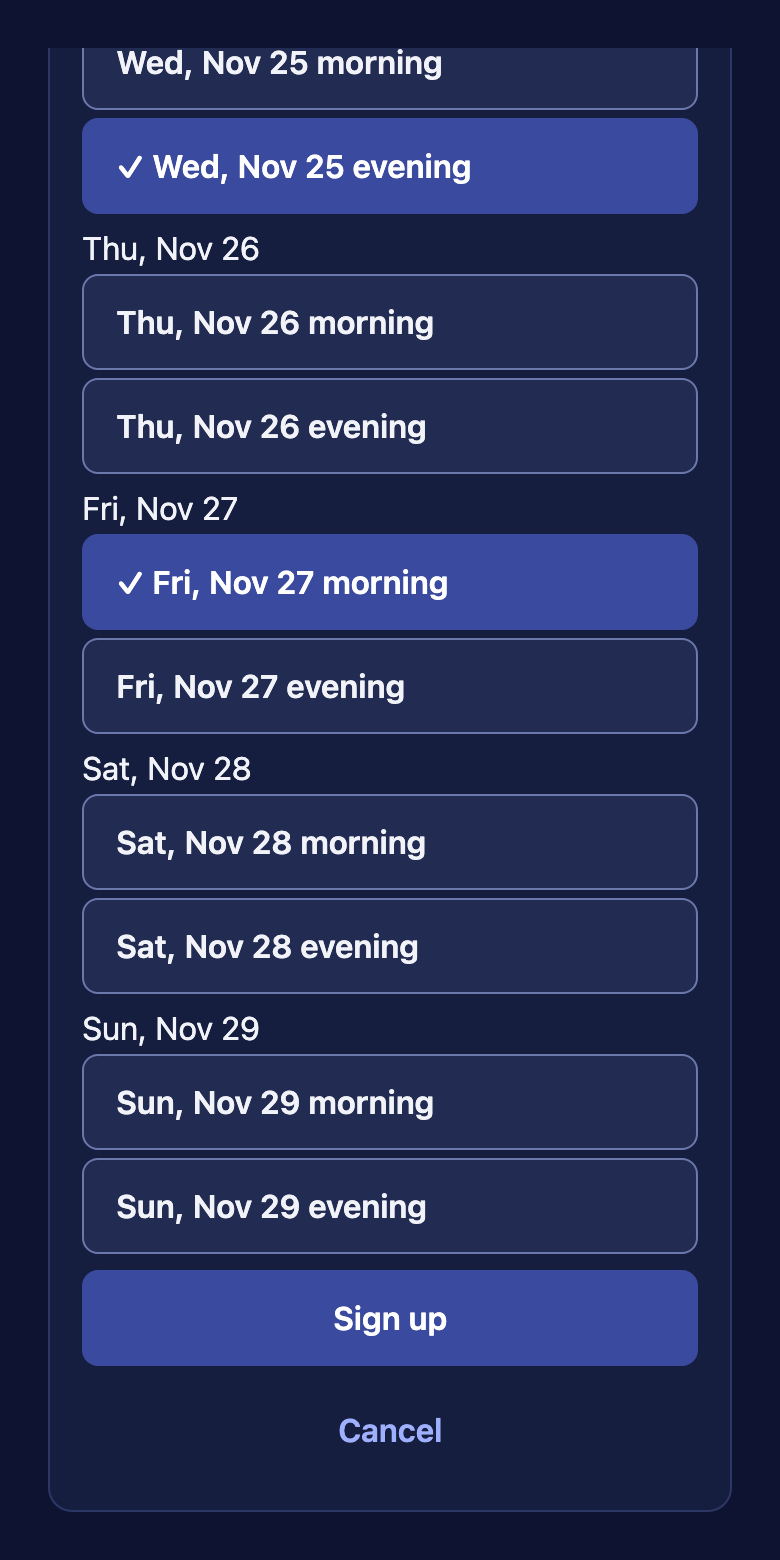 Wed, Nov 25 morning
✓ Wed, Nov 25 evening
Thu, Nov 26
Thu, Nov 26 morning
Thu, Nov 26 evening
Fri, Nov 27
✓ Fri, Nov 27 morning
Fri, Nov 27 evening
Sat, Nov 28
Sat, Nov 28 morning
Sat, Nov 28 evening
Sun, Nov 29
Sun, Nov 29 morning
Sun, Nov 29 evening
Sign up
Cancel